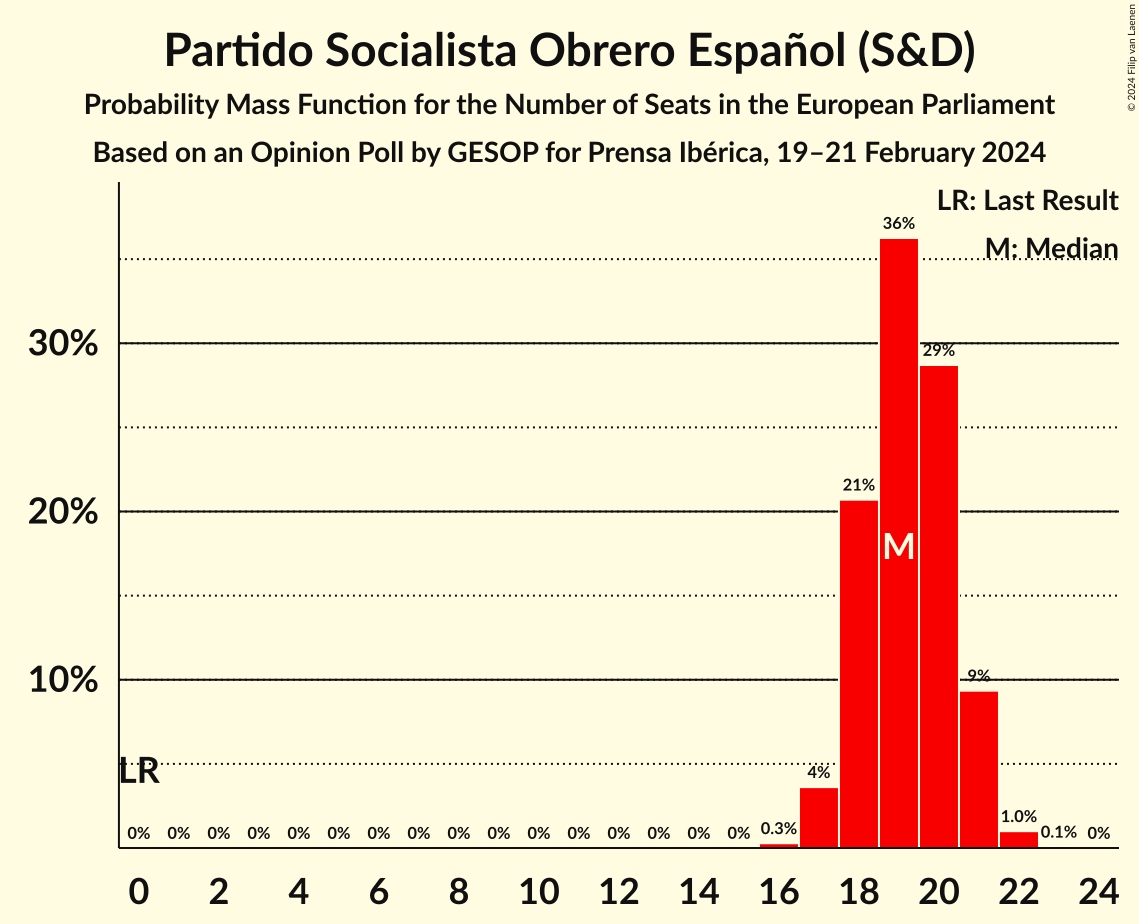 Partido Socialista Obrero Español (S&D)
Probability Mass Function for the Number of Seats in the European Parliament
Based on an Opinion Poll by GESOP for Prensa Ibérica, 19–21 February 2024
© 2024 Filip van Laenen
LR: Last Result
M: Median
30%
20%
10%
LR
M
0% 0% 0% 0% 0% 0% 0% 0% 0% 0% 0% 0% 0% 0% 0% 0% 0.3% 4% 21% 36% 29% 9% 1.0% 0.1% 0%
0 2 4 6 8 10 12 14 16 18 20 22 24